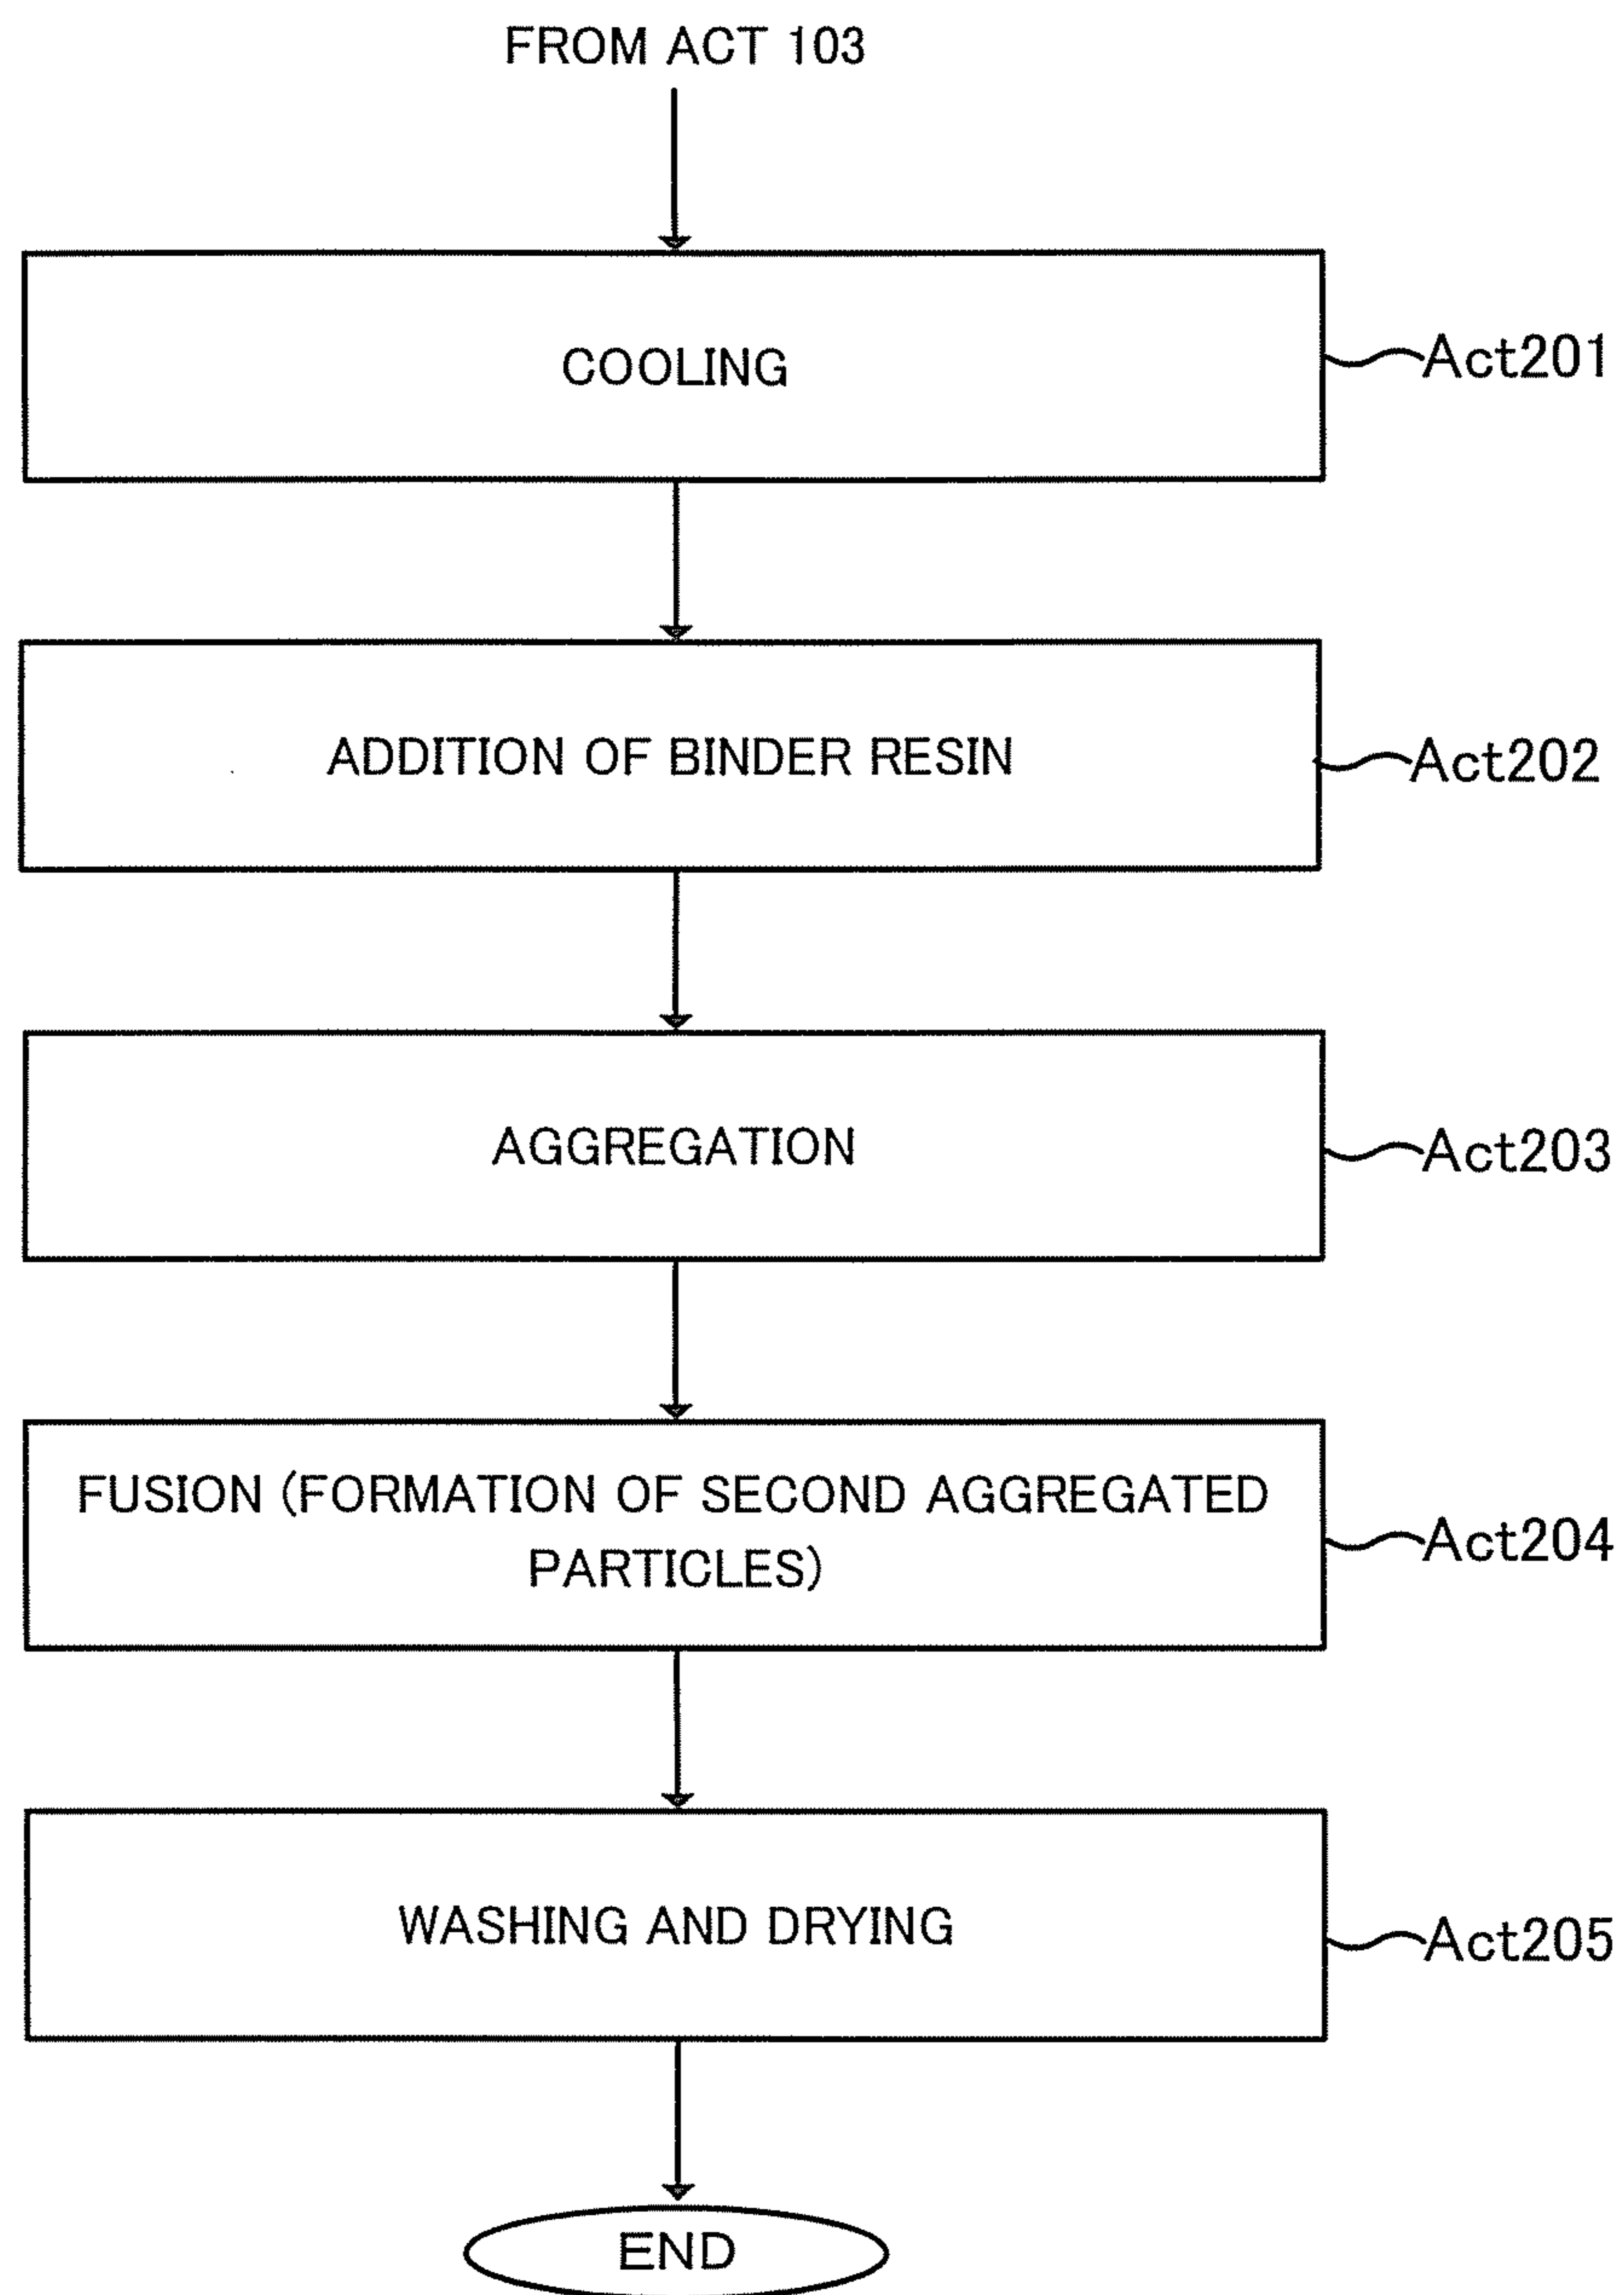 FROM ACT 103
COOLING
Act201
ADDITION OF BINDER RESIN
Act202
AGGREGATION
Act203
FUSION (FORMATION OF SECOND AGGREGATED
PARTICLES)
Act204
WASHING AND DRYING
Act205
END